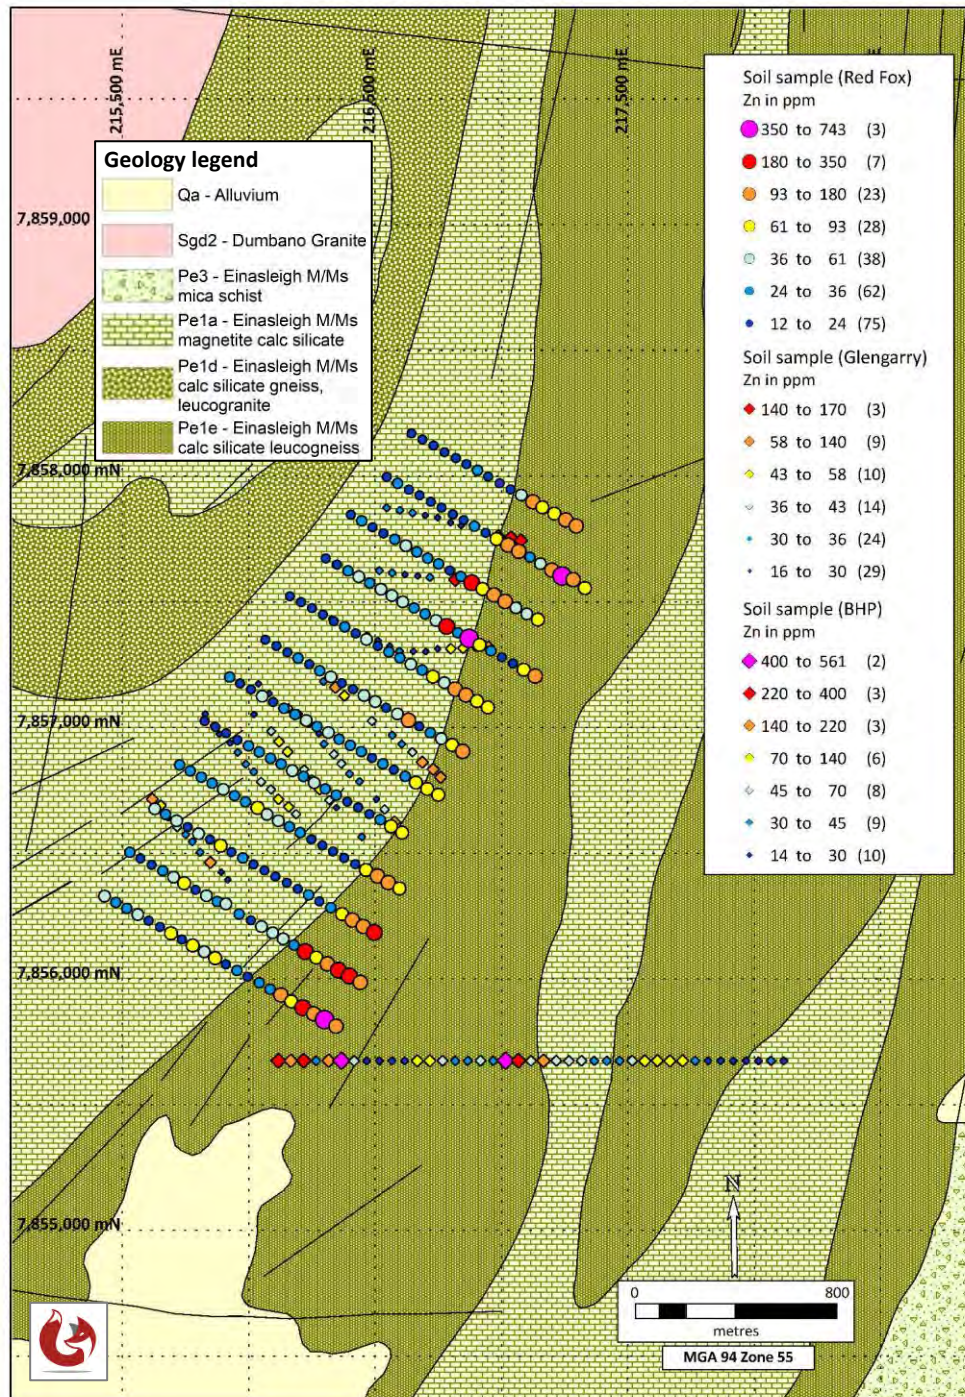 215,500 mE
216,500 mE
217,500 mE
mE
7,859,000
7,858,000 mN
7,857,000 mN
7,856,000 mN
7,855,000 mN
Geology legend
Qa - Alluvium
Sgd2 - Dumbano Granite
Pe3 - Einasleigh M/Ms
mica schist
Pe1a - Einasleigh M/Ms
magnetite calc silicate
Pe1d - Einasleigh M/Ms
calc silicate gneiss,
leucogranite
Pe1e - Einasleigh M/Ms
calc silicate leucogneiss
Soil sample (Red Fox)
Zn in ppm
350 to 743 (3)
180 to 350 (7)
93 to 180 (23)
61 to 93 (28)
36 to 61 (38)
24 to 36 (62)
12 to 24 (75)
Soil sample (Glengarry)
Zn in ppm
140 to 170 (3)
58 to 140 (9)
43 to 58 (10)
36 to 43 (14)
30 to 36 (24)
16 to 30 (29)
Soil sample (BHP)
Zn in ppm
400 to 561 (2)
220 to 400 (3)
140 to 220 (3)
70 to 140 (6)
45 to 70 (8)
30 to 45 (9)
14 to 30 (10)
N
0 800
metres
MGA 94 Zone 55